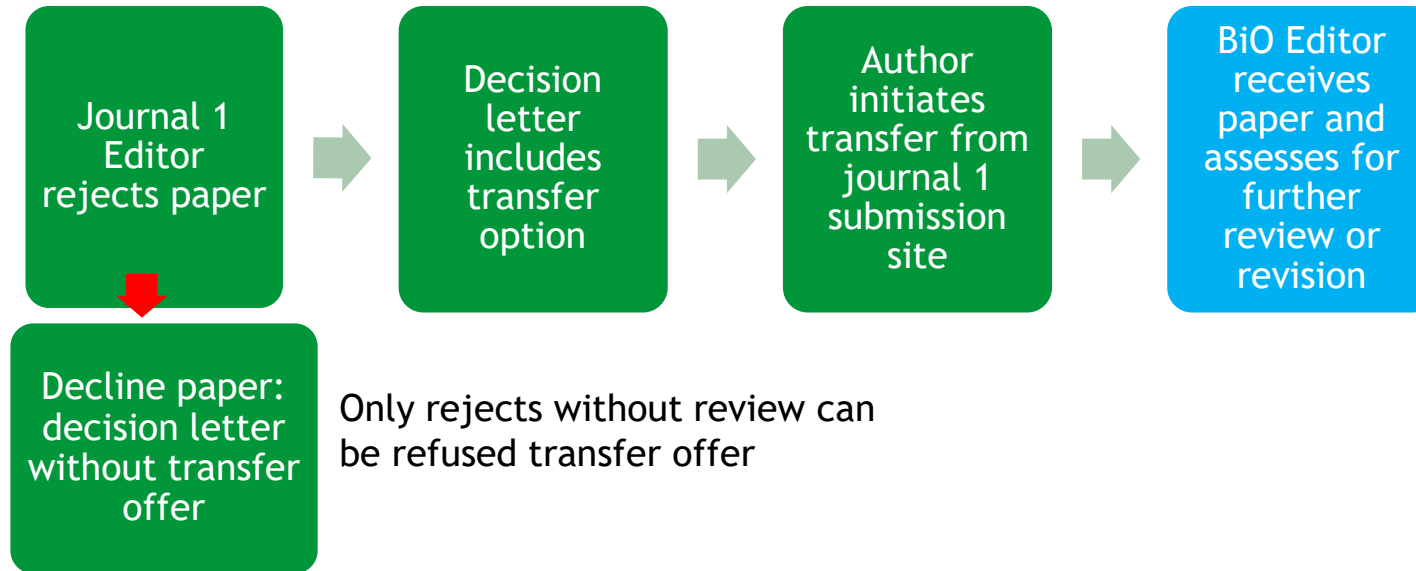 Journal 1
Editor
rejects paper
Decision
letter
includes
transfer
option
Author
initiates
transfer from
journal 1
submission
site
BiO Editor
receives
paper and
assesses for
further
review or
revision
Decline paper:
decision letter
without transfer
offer
Only rejects without review can
be refused transfer offer